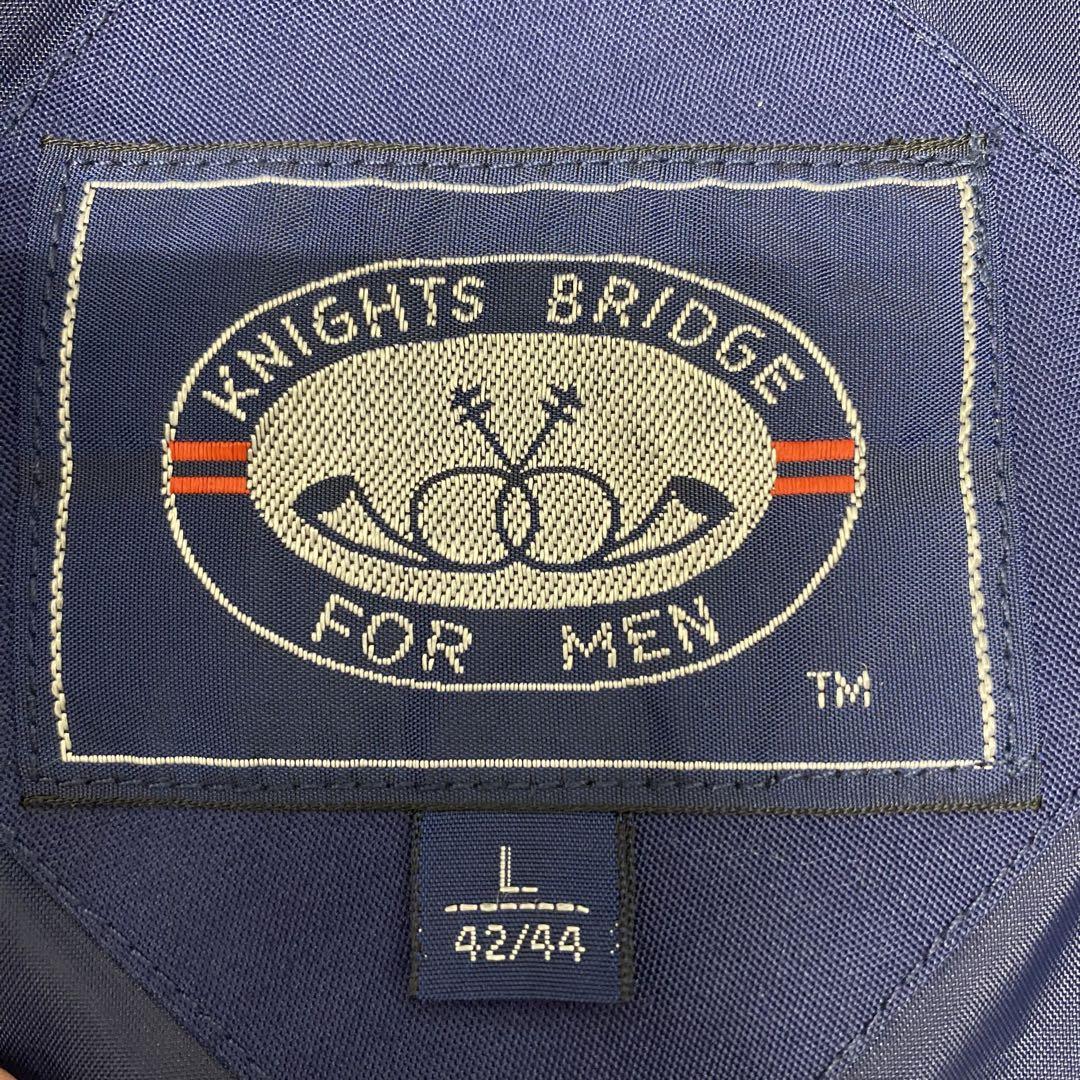 KNIGHTS BRIDGE
FOR MEN
TM
L
42/44